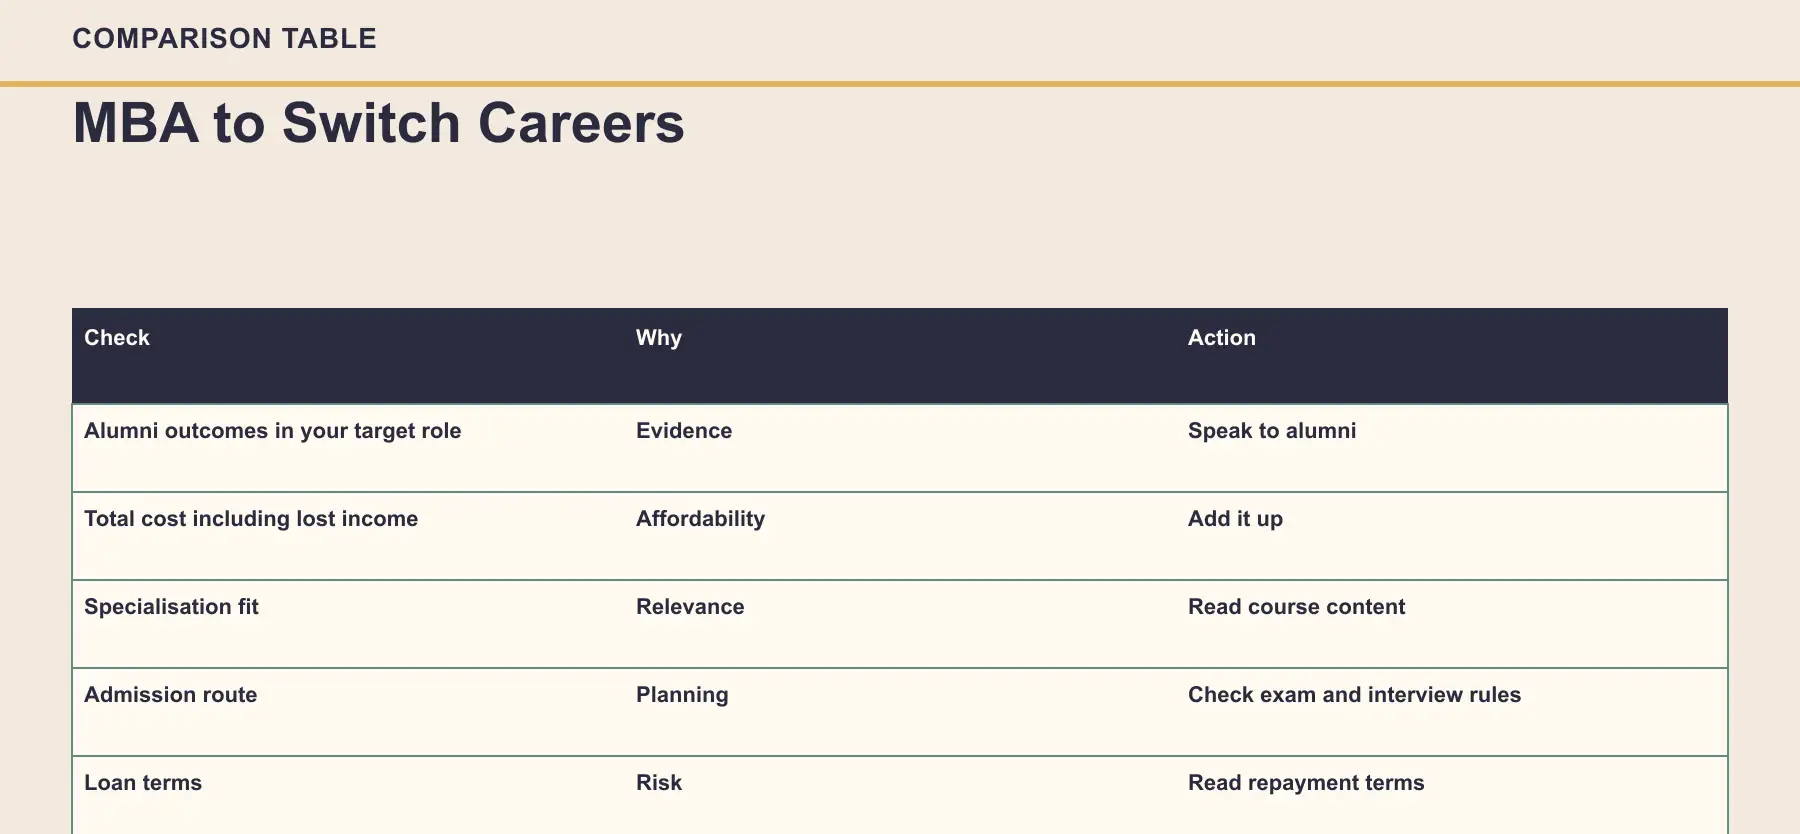 COMPARISON TABLE
MBA to Switch Careers
Check Why Action
Alumni outcomes in your target role Evidence Speak to alumni
Total cost including lost income Affordability Add it up
Specialisation fit Relevance Read course content
Admission route Planning Check exam and interview rules
Loan terms Risk Read repayment terms